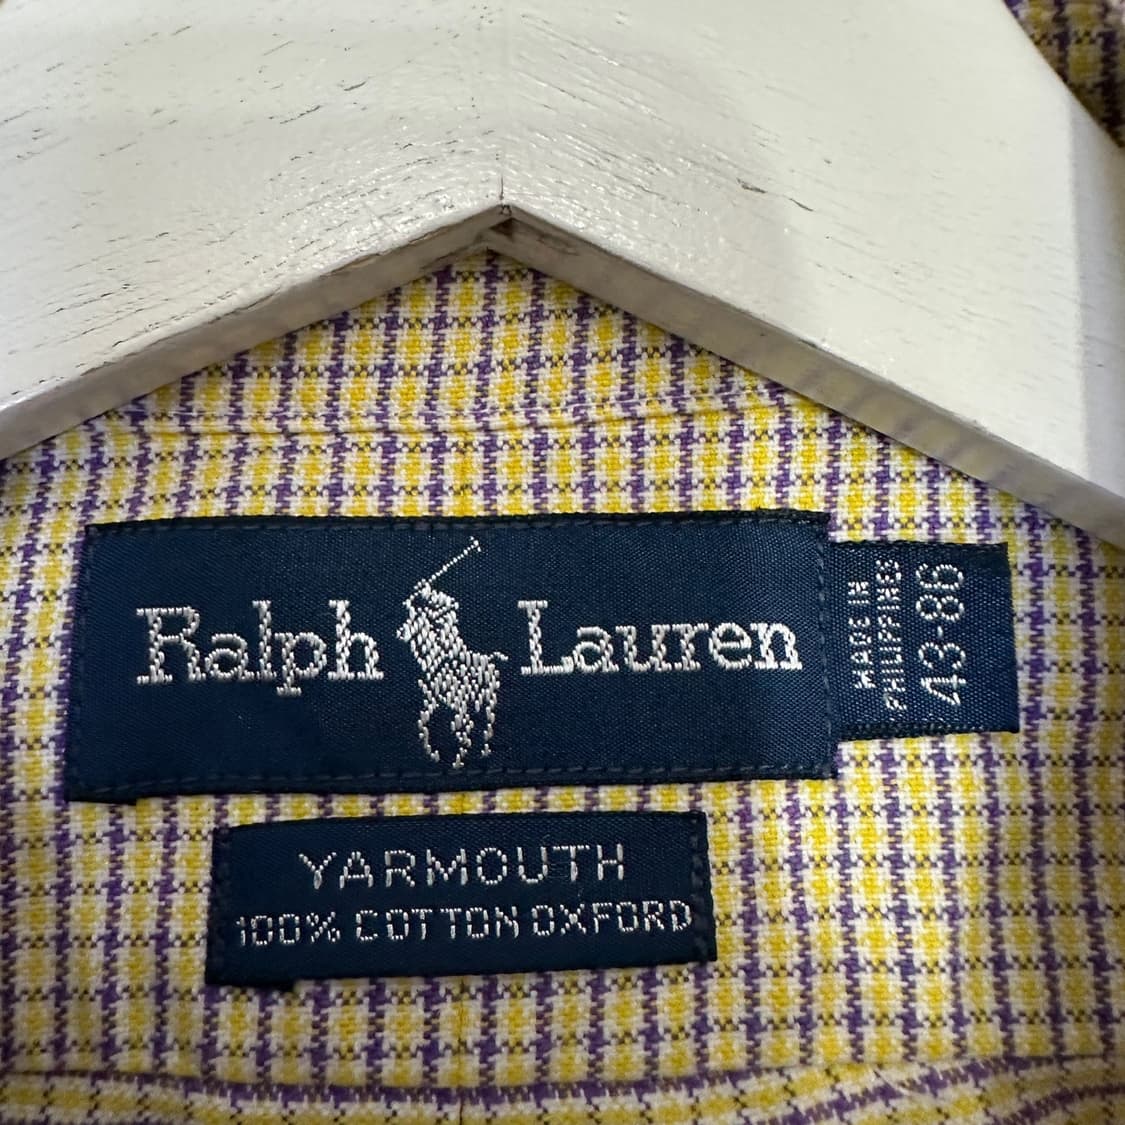 Ralph Lauren
MADE IN
PHILIPPINES
43-86
YARMOUTH
100% COTTON OXFORD